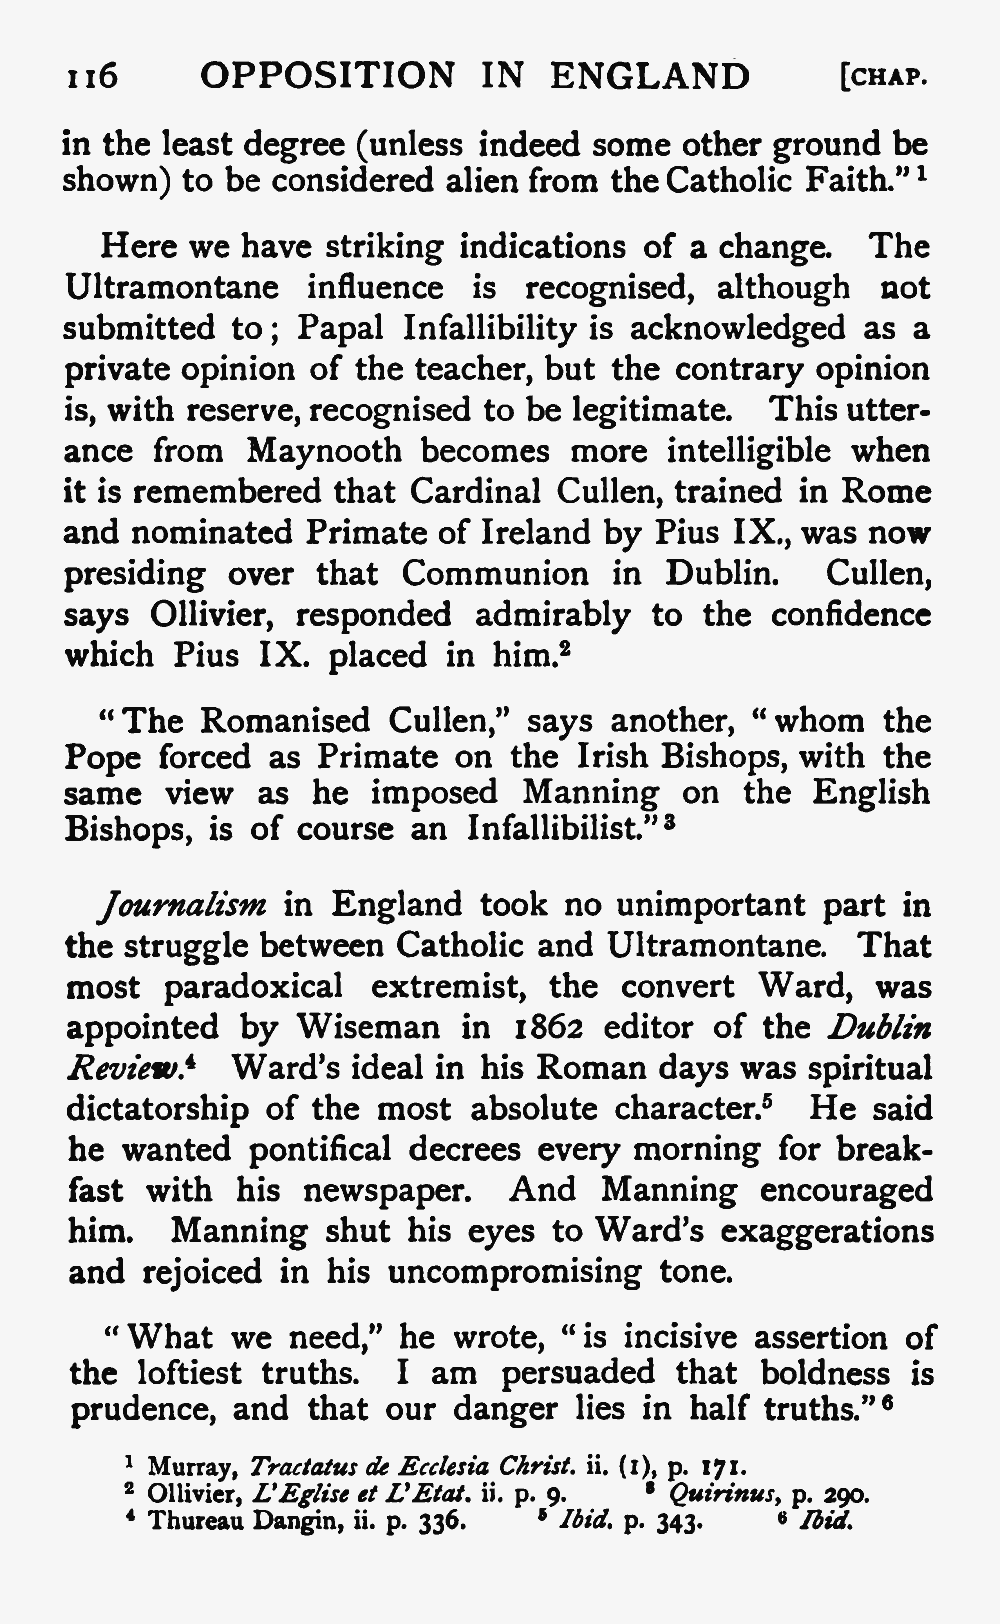 116 OPPOSITION IN ENGLAND [CHAP.
in the least degree (unless indeed some other ground be
shown) to be considered alien from the Catholic Faith.” ¹
Here we have striking indications of a change. The
Ultramontane influence is recognised, although not
submitted to; Papal Infallibility is acknowledged as a
private opinion of the teacher, but the contrary opinion
is, with reserve, recognised to be legitimate. This utter-
ance from Maynooth becomes more intelligible when
it is remembered that Cardinal Cullen, trained in Rome
and nominated Primate of Ireland by Pius IX., was now
presiding over that Communion in Dublin. Cullen,
says Ollivier, responded admirably to the confidence
which Pius IX. placed in him.²
“The Romanised Cullen,” says another, “whom the
Pope forced as Primate on the Irish Bishops, with the
same view as he imposed Manning on the English
Bishops, is of course an Infallibilist.” ³
Journalism in England took no unimportant part in
the struggle between Catholic and Ultramontane. That
most paradoxical extremist, the convert Ward, was
appointed by Wiseman in 1862 editor of the Dublin
Review.⁴ Ward’s ideal in his Roman days was spiritual
dictatorship of the most absolute character.⁵ He said
he wanted pontifical decrees every morning for break-
fast with his newspaper. And Manning encouraged
him. Manning shut his eyes to Ward’s exaggerations
and rejoiced in his uncompromising tone.
“What we need,” he wrote, “is incisive assertion of
the loftiest truths. I am persuaded that boldness is
prudence, and that our danger lies in half truths.” ⁶
¹ Murray, Tractatus de Ecclesia Christ. ii. (1), p. 171.
² Ollivier, L’Eglise et L’Etat. ii. p. 9. ³ Quirinus, p. 290.
⁴ Thureau Dangin, ii. p. 336. ⁵ Ibid. p. 343. ⁶ Ibid.